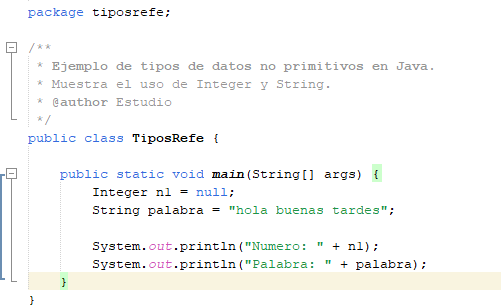 package tiposrefe;
/**
 * Ejemplo de tipos de datos no primitivos en Java.
 * Muestra el uso de Integer y String.
 * @author Estudio
 */
public class TiposRefe {
    public static void main(String[] args) {
        Integer n1 = null;
        String palabra = "hola buenas tardes";
        System.out.println("Numero: " + n1);
        System.out.println("Palabra: " + palabra);
    }
}